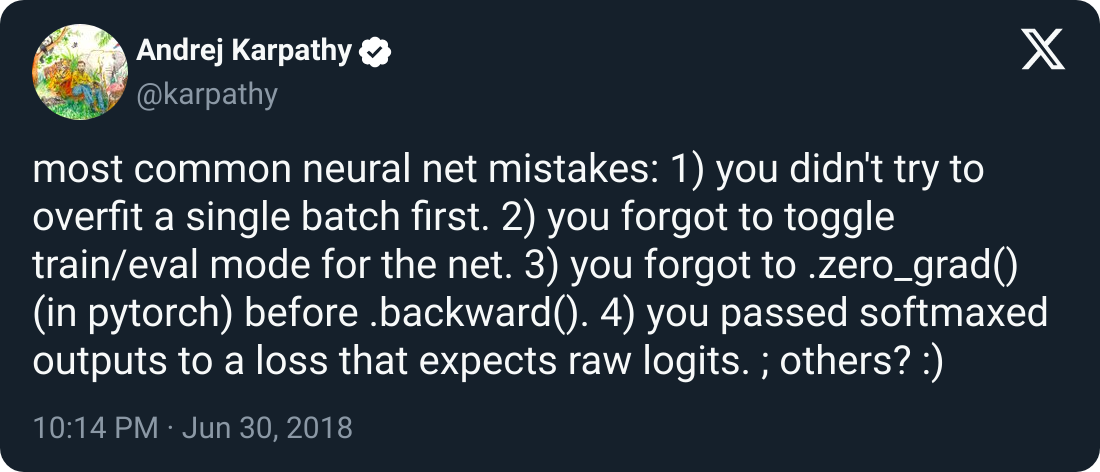 Andrej Karpathy
@karpathy
most common neural net mistakes: 1) you didn't try to
overfit a single batch first. 2) you forgot to toggle
train/eval mode for the net. 3) you forgot to .zero_grad()
(in pytorch) before .backward(). 4) you passed softmaxed
outputs to a loss that expects raw logits. ; others? :)
10:14 PM · Jun 30, 2018